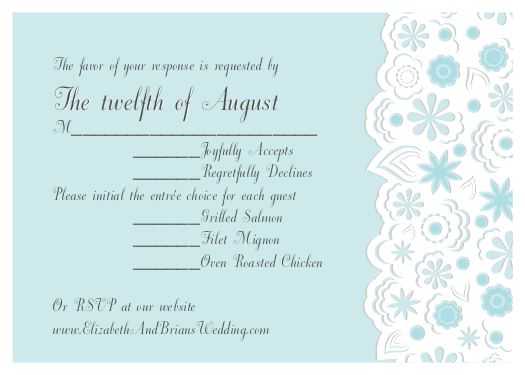 The favor of your response is requested by
The twelfth of August
M______________________
________Joyfully Accepts
________Regretfully Declines
Please initial the entrée choice for each guest
________Grilled Salmon
________Filet Mignon
________Oven Roasted Chicken
Or RSVP at our website
www.ElizabethAndBriansWedding.com